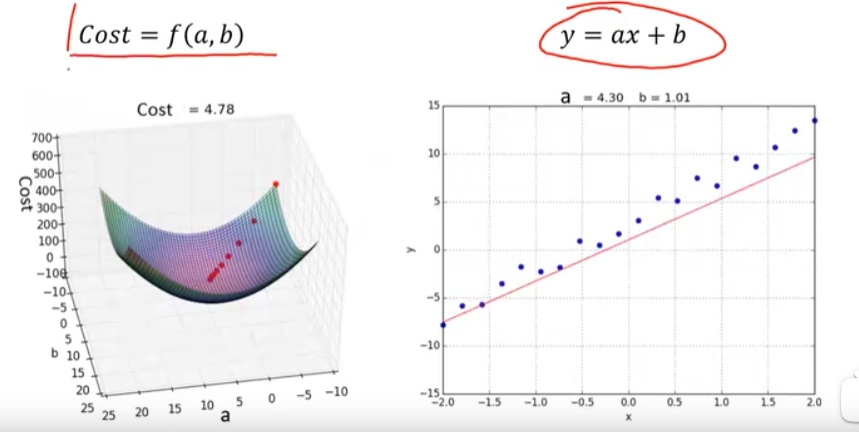 Cost = f(a, b)
y = ax + b
Cost = 4.78
700
600
500
400
300
200
100
0
−100
Cost
−10
−5
0
5
10
15
20
25
b
25 20 15 10 5 0 −5 −10
a
a = 4.30 b = 1.01
15
10
5
0
−5
−10
−15
y
−2.0 −1.5 −1.0 −0.5 0.0 0.5 1.0 1.5 2.0
x